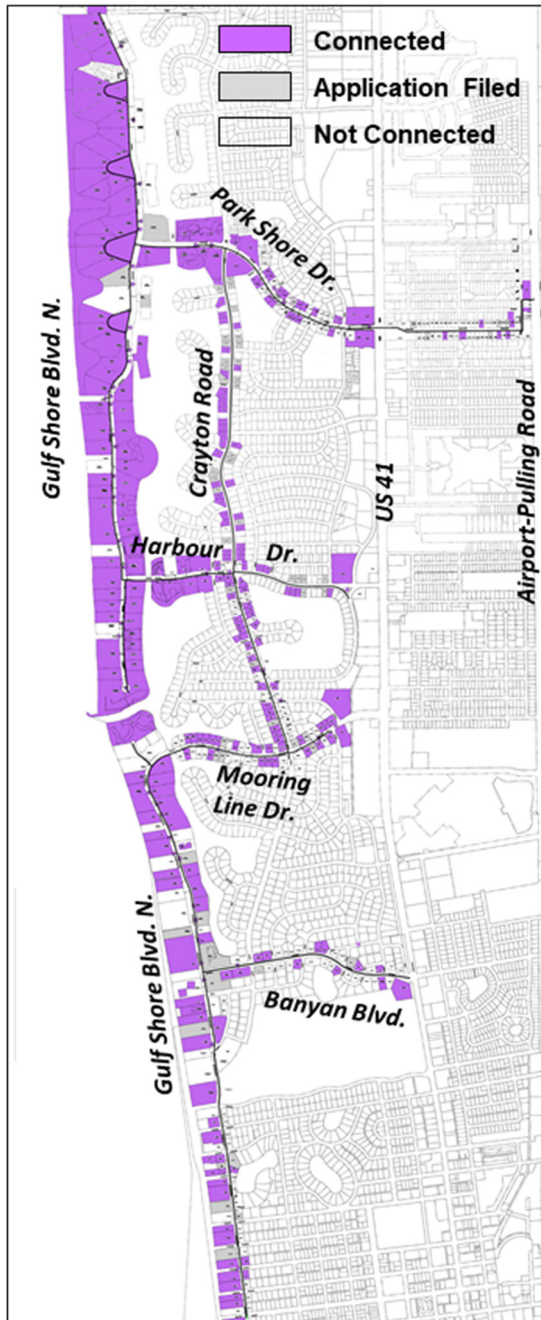 Connected
Application Filed
Not Connected
Park Shore Dr.
Gulf Shore Blvd. N.
Crayton Road
US 41
Airport-Pulling Road
Harbour Dr.
Mooring
Line Dr.
Gulf Shore Blvd. N.
Banyan Blvd.